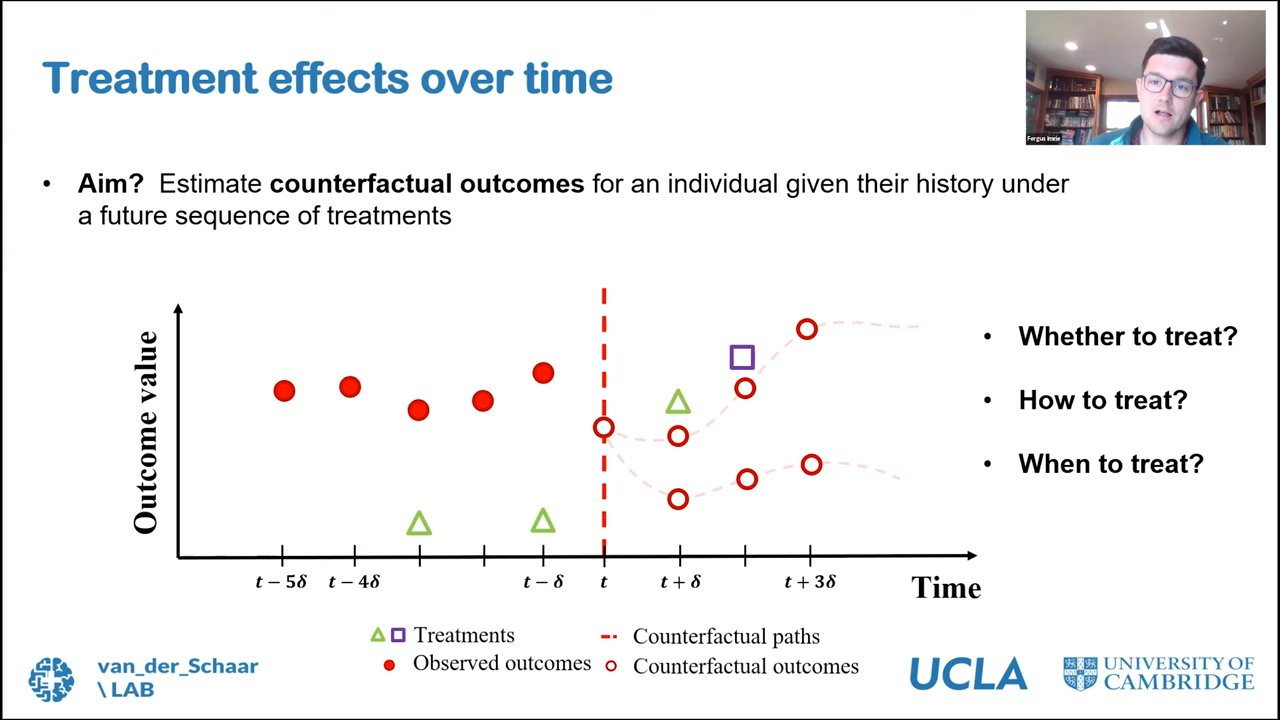 Treatment effects over time
Fergus Imrie
• Aim? Estimate counterfactual outcomes for an individual given their history under
a future sequence of treatments
Outcome value
• Whether to treat?
• How to treat?
• When to treat?
t − 5δ t − 4δ t − δ t t + δ t + 3δ
Time
Treatments
Counterfactual paths
Observed outcomes
Counterfactual outcomes
van_der_Schaar
\ LAB
UCLA
UNIVERSITY OF
CAMBRIDGE